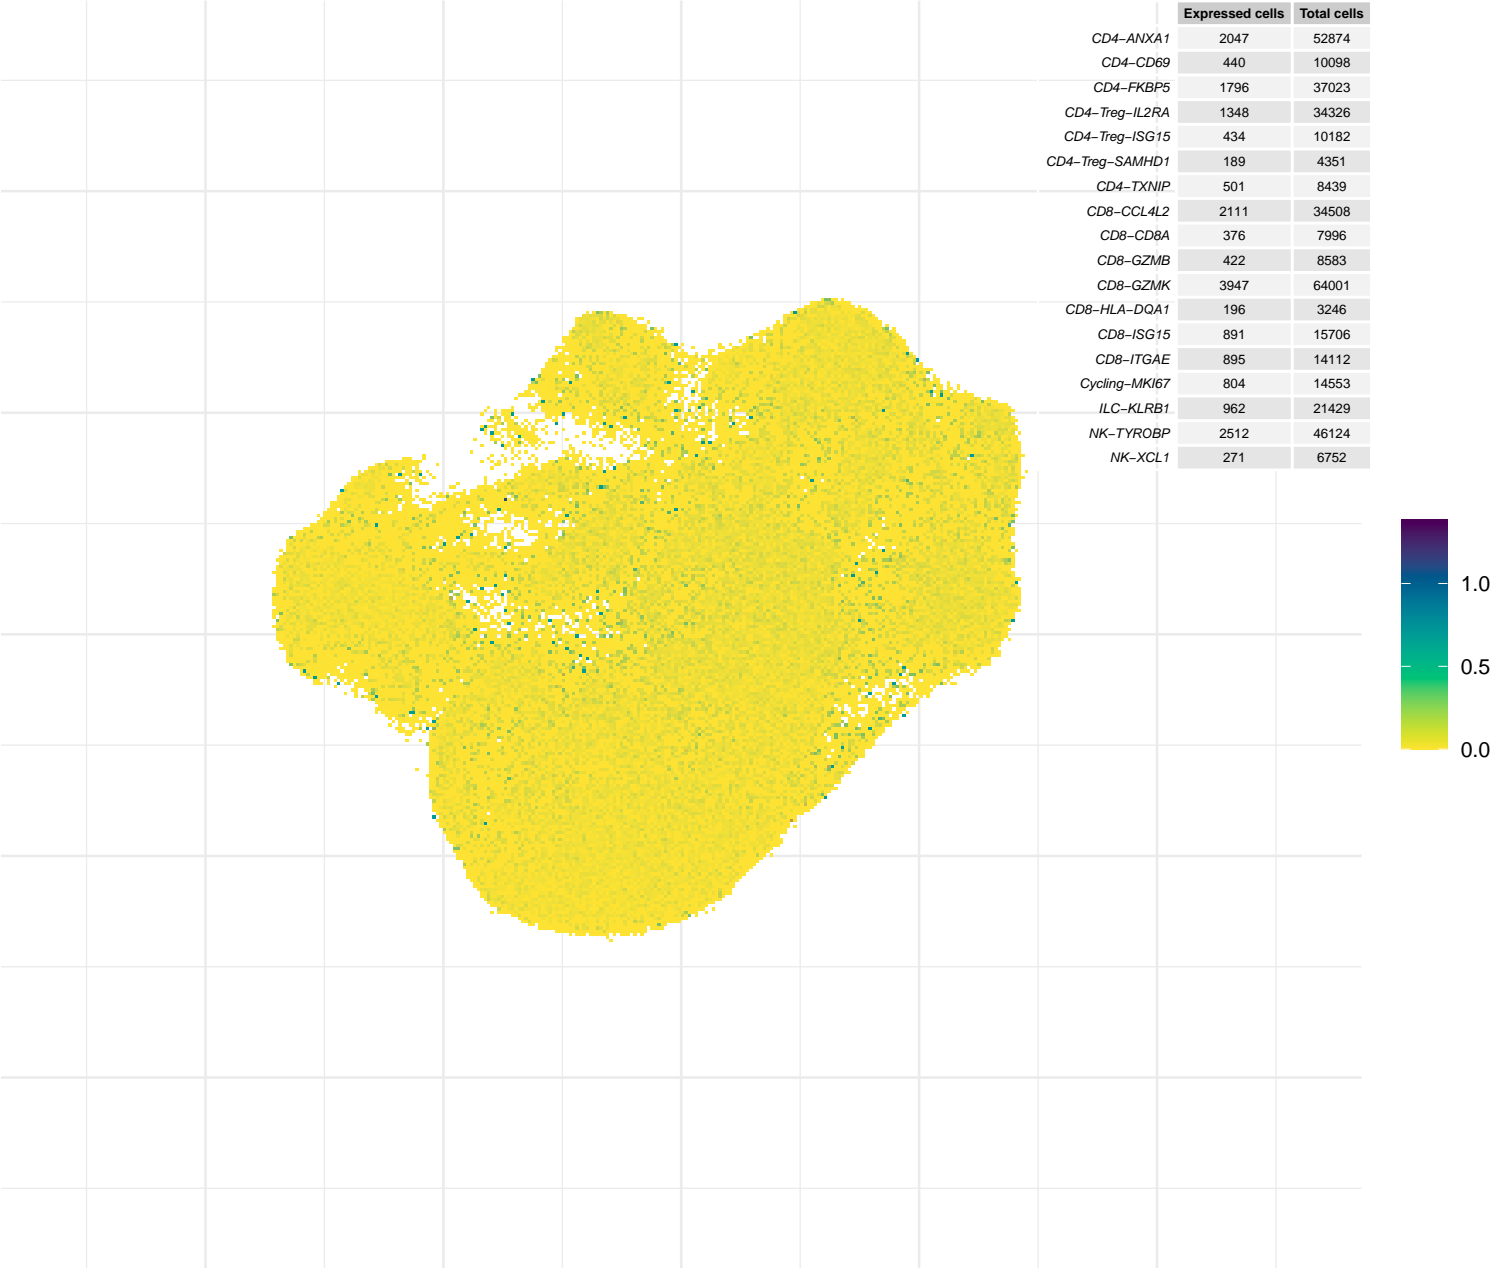 Expressed cells Total cells
CD4−ANXA1 2047 52874
CD4−CD69 440 10098
CD4−FKBP5 1796 37023
CD4−Treg−IL2RA 1348 34326
CD4−Treg−ISG15 434 10182
CD4−Treg−SAMHD1 189 4351
CD4−TXNIP 501 8439
CD8−CCL4L2 2111 34508
CD8−CD8A 376 7996
CD8−GZMB 422 8583
CD8−GZMK 3947 64001
CD8−HLA−DQA1 196 3246
CD8−ISG15 891 15706
CD8−ITGAE 895 14112
Cycling−MKI67 804 14553
ILC−KLRB1 962 21429
NK−TYROBP 2512 46124
NK−XCL1 271 6752
1.0
0.5
0.0